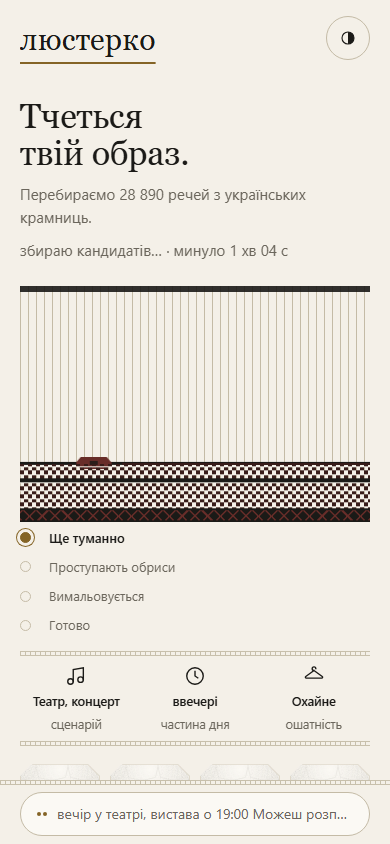 люстерко
Тчеться
твій образ.
Перебираємо 28 890 речей з українських
крамниць.
збираю кандидатів... · минуло 1 хв 04 с
Ще туманно
Проступають обриси
Вимальовується
Готово
Театр, концерт
сценарій
ввечері
частина дня
Охайне
ошатність
вечір у театрі, вистава о 19:00 Можеш розп...